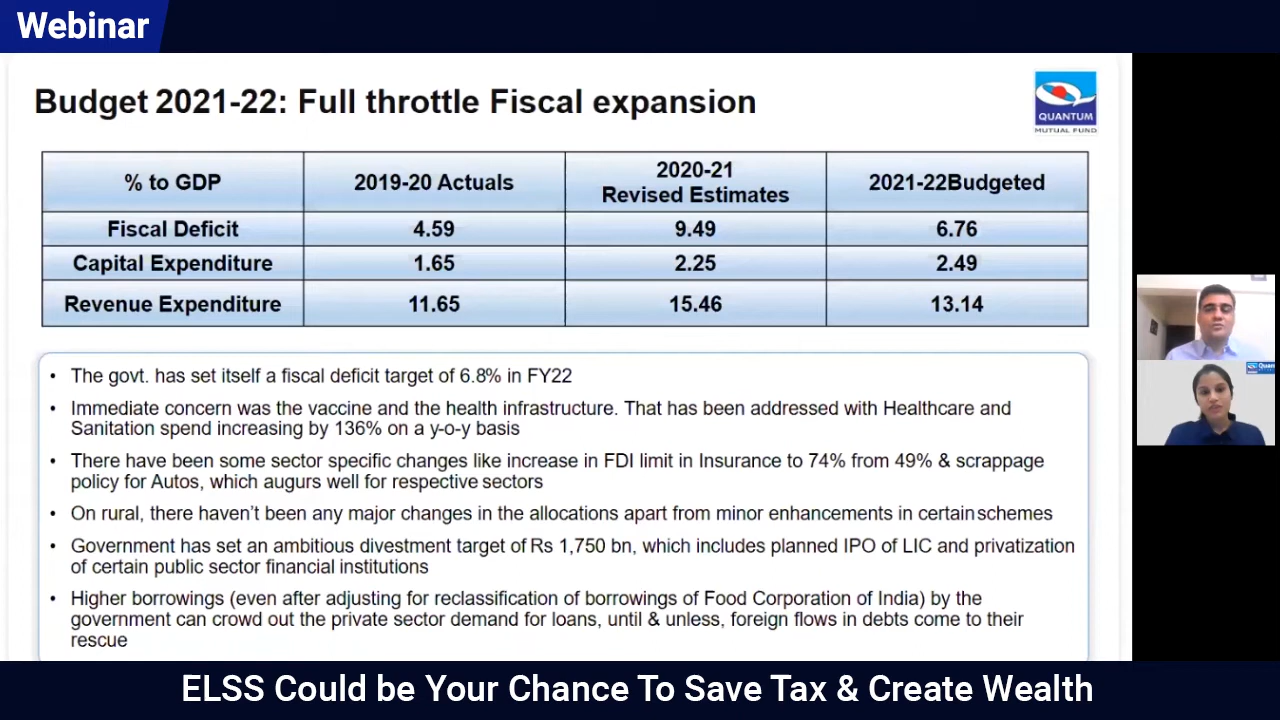 Webinar
Budget 2021-22: Full throttle Fiscal expansion
QUANTUM
MUTUAL FUND
% to GDP 2019-20 Actuals 2020-21 Revised Estimates 2021-22Budgeted
Fiscal Deficit 4.59 9.49 6.76
Capital Expenditure 1.65 2.25 2.49
Revenue Expenditure 11.65 15.46 13.14
• The govt. has set itself a fiscal deficit target of 6.8% in FY22
• Immediate concern was the vaccine and the health infrastructure. That has been addressed with Healthcare and
Sanitation spend increasing by 136% on a y-o-y basis
• There have been some sector specific changes like increase in FDI limit in Insurance to 74% from 49% & scrappage
policy for Autos, which augurs well for respective sectors
• On rural, there haven't been any major changes in the allocations apart from minor enhancements in certain schemes
• Government has set an ambitious divestment target of Rs 1,750 bn, which includes planned IPO of LIC and privatization
of certain public sector financial institutions
• Higher borrowings (even after adjusting for reclassification of borrowings of Food Corporation of India) by the
government can crowd out the private sector demand for loans, until & unless, foreign flows in debts come to their
rescue
ELSS Could be Your Chance To Save Tax & Create Wealth